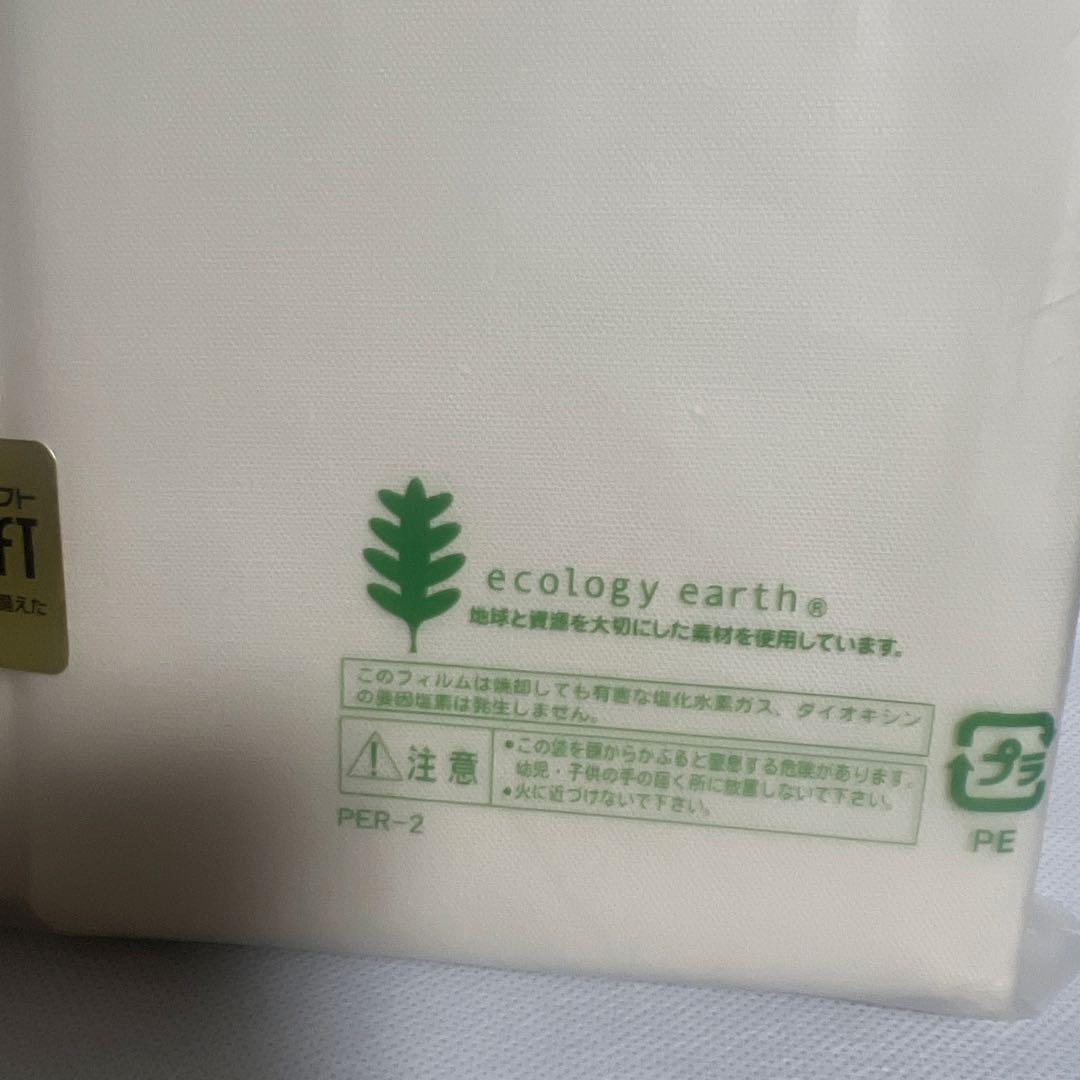 フト
fT
備えた
ecology earth®
地球と資源を大切にした素材を使用しています。
このフィルムは焼却しても有害な塩化水素ガス、ダイオキシン
の要因塩素は発生しません。
注意
•この袋を頭からかぶると窒息する危険があります。
幼児・子供の手の届く所に放置しないで下さい。
•火に近づけないで下さい。
PER-2
プラ
PE